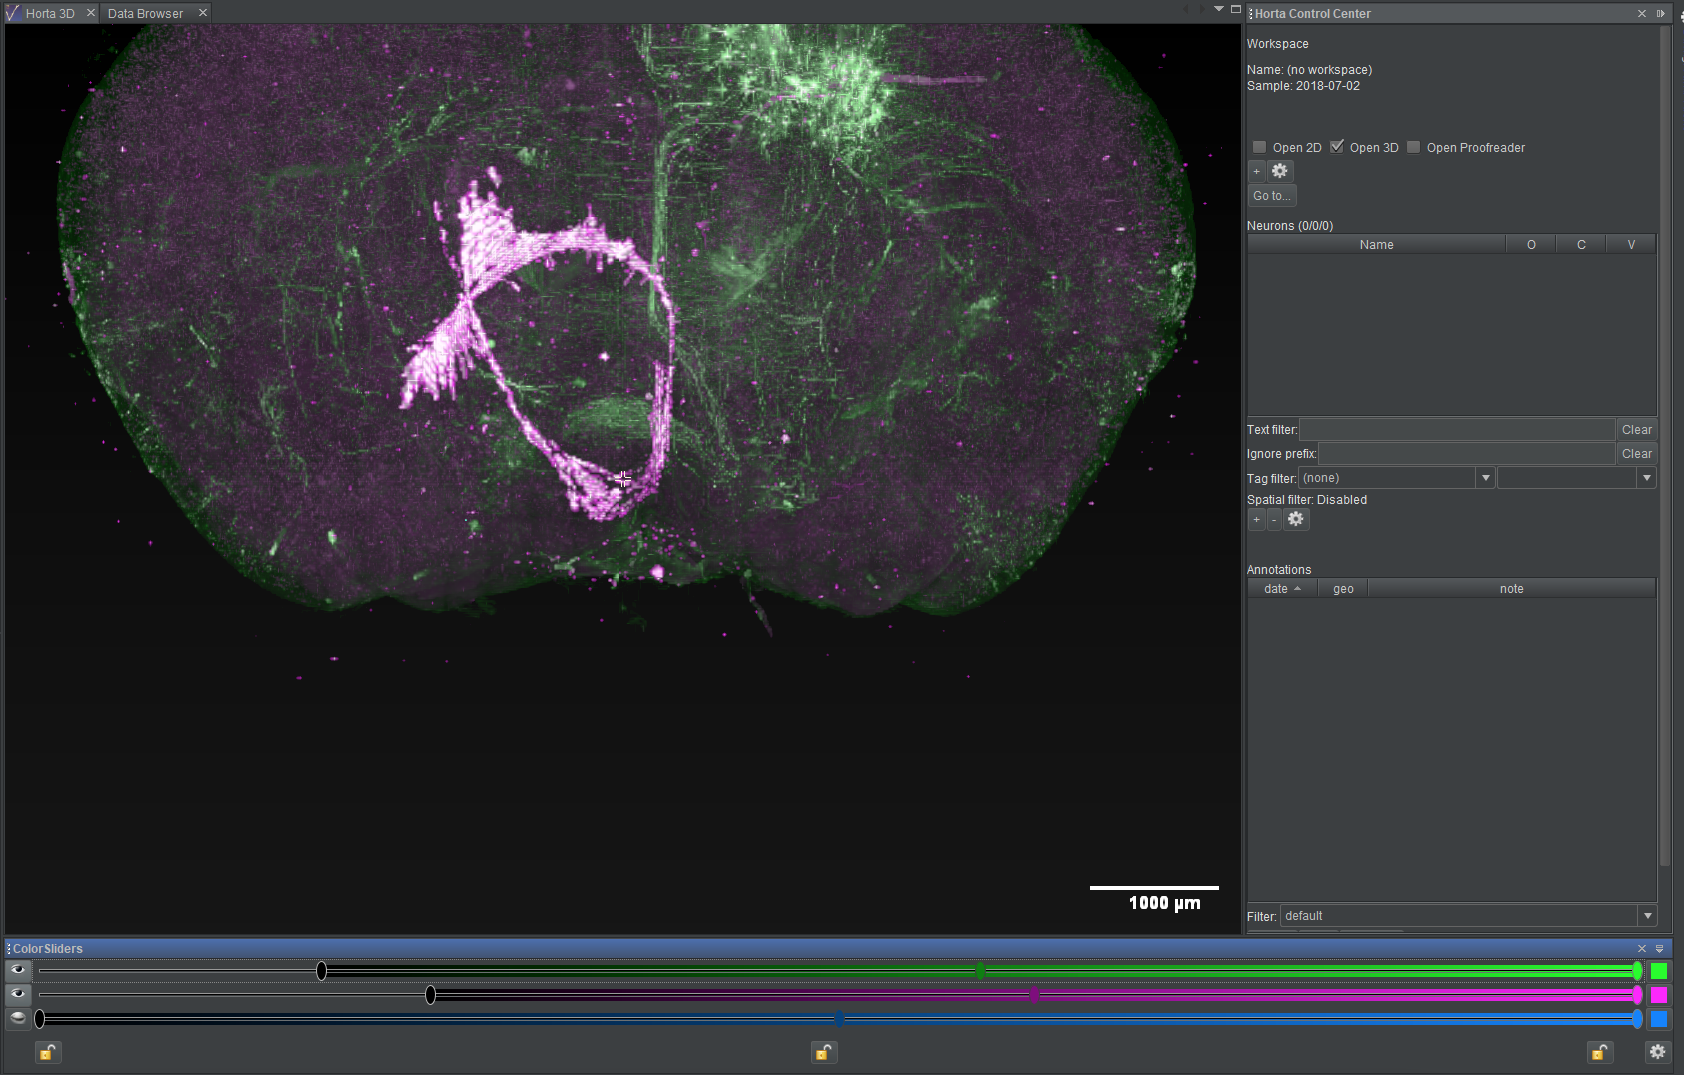 Horta 3D
Data Browser
Horta Control Center
Workspace
Name: (no workspace)
Sample: 2018-07-02
Open 2D Open 3D Open Proofreader
+
Go to...
Neurons (0/0/0)
Name O C V
Text filter: Clear
Ignore prefix: Clear
Tag filter: (none)
Spatial filter: Disabled
+ -
Annotations
date geo note
1000 µm
Filter: default
ColorSliders